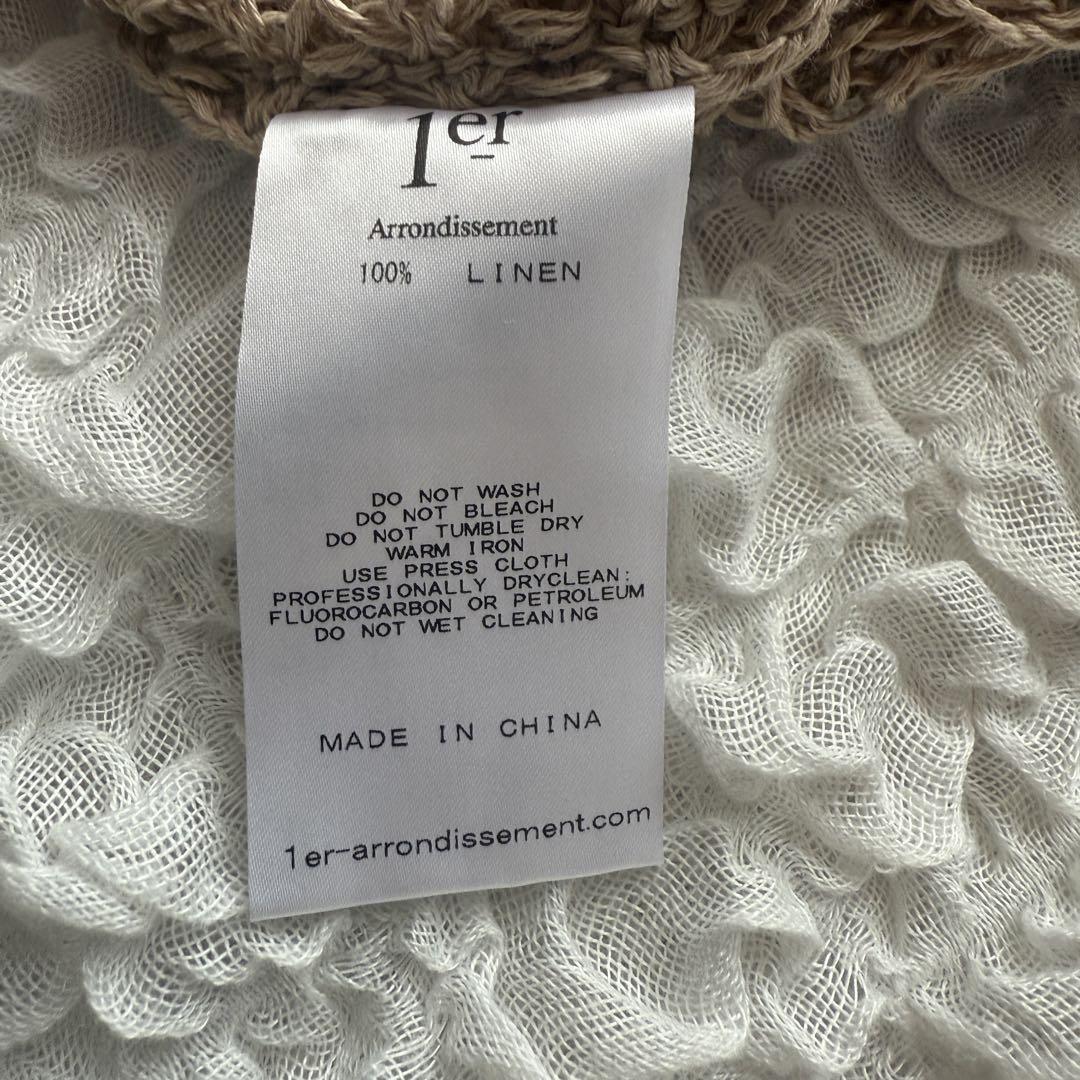 1er
Arrondissement
100% LINEN
DO NOT WASH
DO NOT BLEACH
DO NOT TUMBLE DRY
WARM IRON
USE PRESS CLOTH
PROFESSIONALLY DRYCLEAN:
FLUOROCARBON OR PETROLEUM
DO NOT WET CLEANING
MADE IN CHINA
1er-arrondissement.com